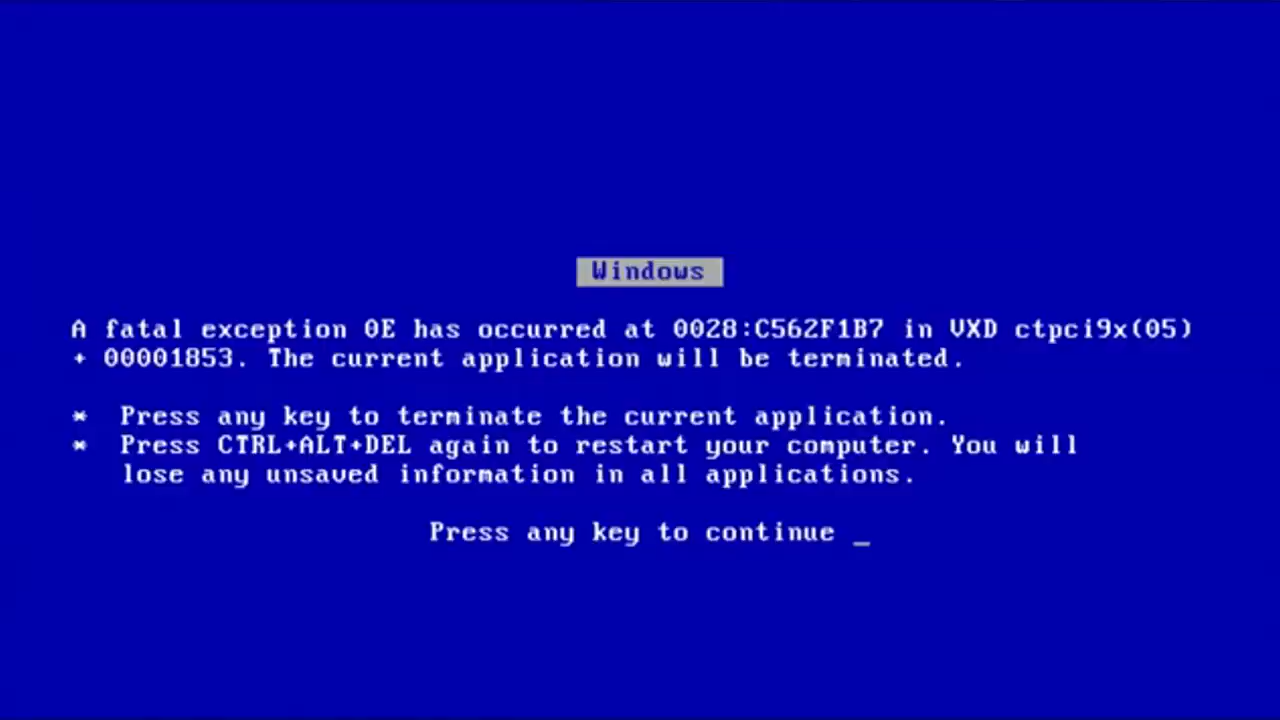 Windows
A fatal exception 0E has occurred at 0028:C562F1B7 in VXD ctpci9x(05)
+ 00001853. The current application will be terminated.
* Press any key to terminate the current application.
* Press CTRL+ALT+DEL again to restart your computer. You will
lose any unsaved information in all applications.
Press any key to continue _